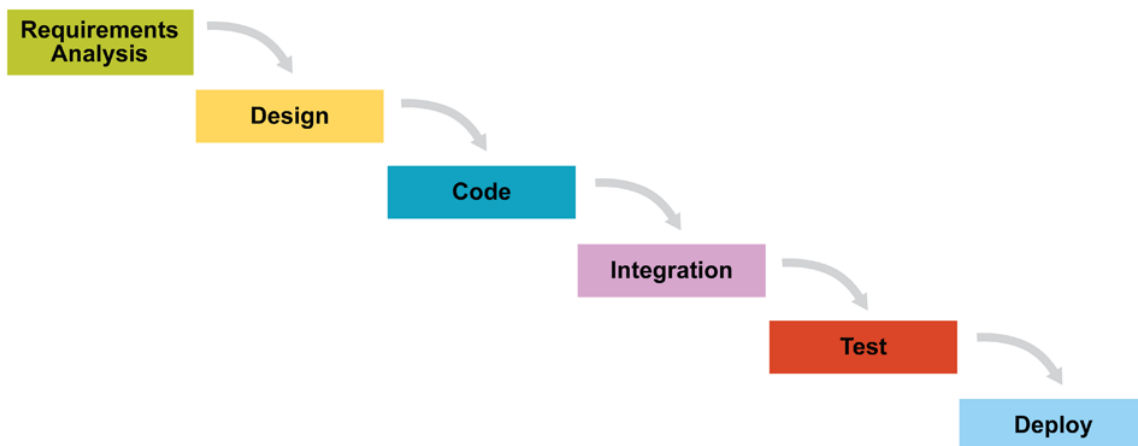 Requirements
Analysis
Design
Code
Integration
Test
Deploy